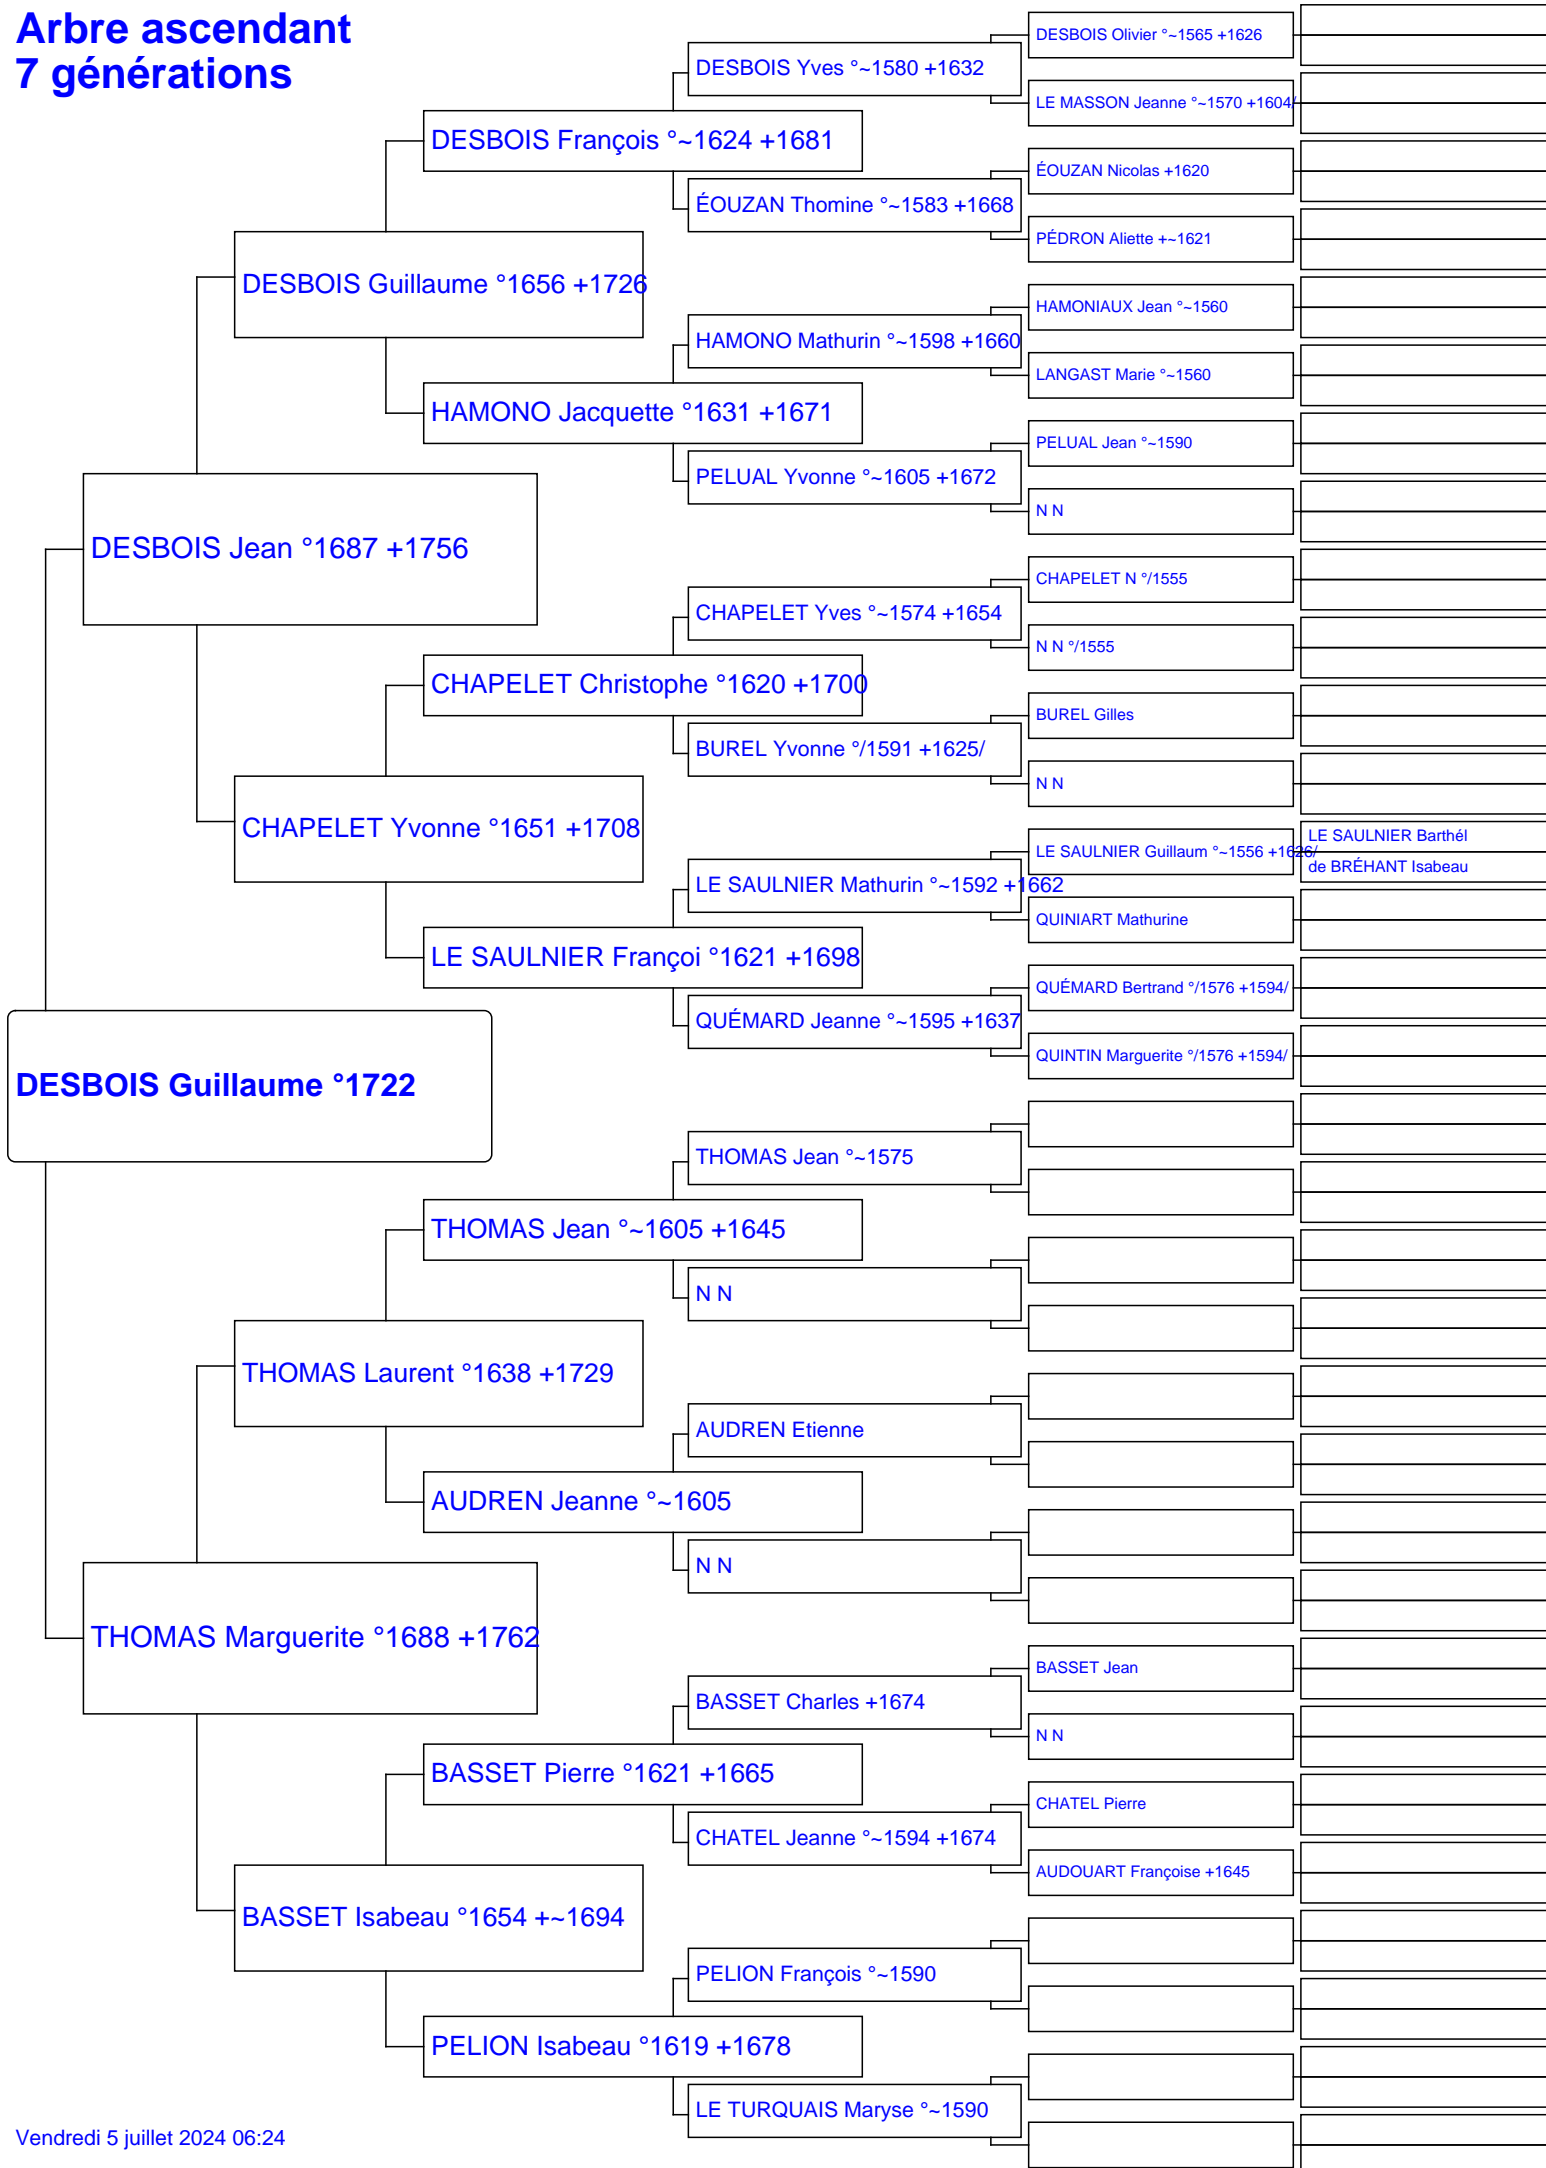 Arbre ascendant
7 générations
DESBOIS Olivier °~1565 +1626
DESBOIS Yves °~1580 +1632
LE MASSON Jeanne °~1570 +1604/
DESBOIS François °~1624 +1681
ÉOUZAN Nicolas +1620
ÉOUZAN Thomine °~1583 +1668
PÉDRON Aliette +~1621
DESBOIS Guillaume °1656 +1726
HAMONIAUX Jean °~1560
HAMONO Mathurin °~1598 +1660
LANGAST Marie °~1560
HAMONO Jacquette °1631 +1671
PELUAL Jean °~1590
PELUAL Yvonne °~1605 +1672
N N
DESBOIS Jean °1687 +1756
CHAPELET N °/1555
CHAPELET Yves °~1574 +1654
N N °/1555
CHAPELET Christophe °1620 +1700
BUREL Gilles
BUREL Yvonne °/1591 +1625/
N N
CHAPELET Yvonne °1651 +1708
LE SAULNIER Barthél
LE SAULNIER Guillaum °~1556 +1626/
de BRÉHANT Isabeau
LE SAULNIER Mathurin °~1592 +1662
QUINIART Mathurine
LE SAULNIER Françoi °1621 +1698
QUÉMARD Bertrand °/1576 +1594/
QUÉMARD Jeanne °~1595 +1637
QUINTIN Marguerite °/1576 +1594/
DESBOIS Guillaume °1722
THOMAS Jean °~1575
THOMAS Jean °~1605 +1645
N N
THOMAS Laurent °1638 +1729
AUDREN Etienne
AUDREN Jeanne °~1605
N N
THOMAS Marguerite °1688 +1762
BASSET Jean
BASSET Charles +1674
N N
BASSET Pierre °1621 +1665
CHATEL Pierre
CHATEL Jeanne °~1594 +1674
AUDOUART Françoise +1645
BASSET Isabeau °1654 +~1694
PELION François °~1590
PELION Isabeau °1619 +1678
LE TURQUAIS Maryse °~1590
Vendredi 5 juillet 2024 06:24